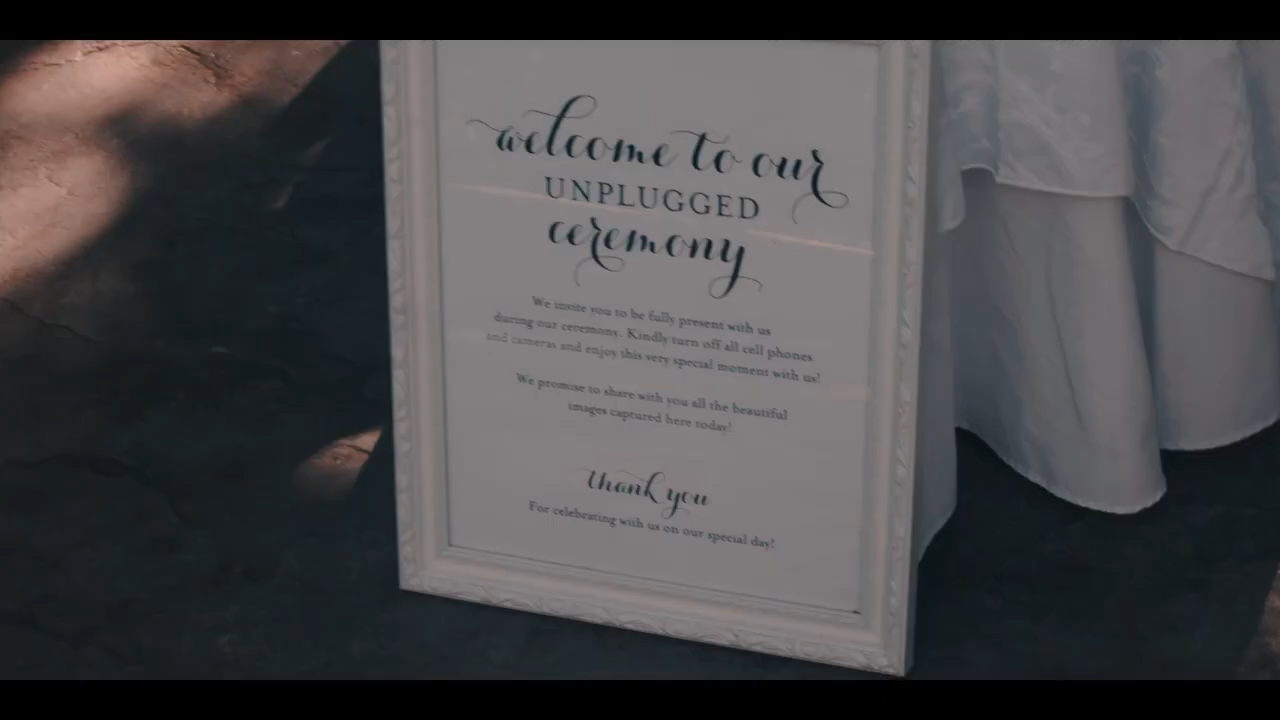 welcome to our
UNPLUGGED
ceremony
We invite you to be fully present with us
during our ceremony. Kindly turn off all cell phones
and cameras and enjoy this very special moment with us!
We promise to share with you all the beautiful
images captured here today!
thank you
For celebrating with us on our special day!